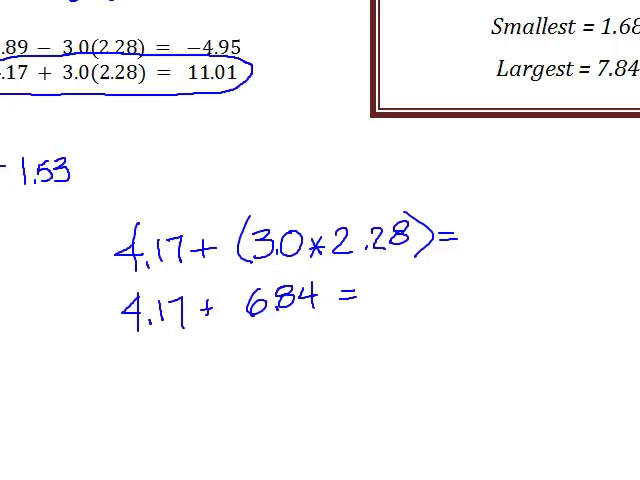 .89 − 3.0(2.28) = −4.95
.17 + 3.0(2.28) = 11.01
Smallest = 1.68
Largest = 7.84
1.53
4.17 + (3.0*2.28) =
4.17 + 6.84 =